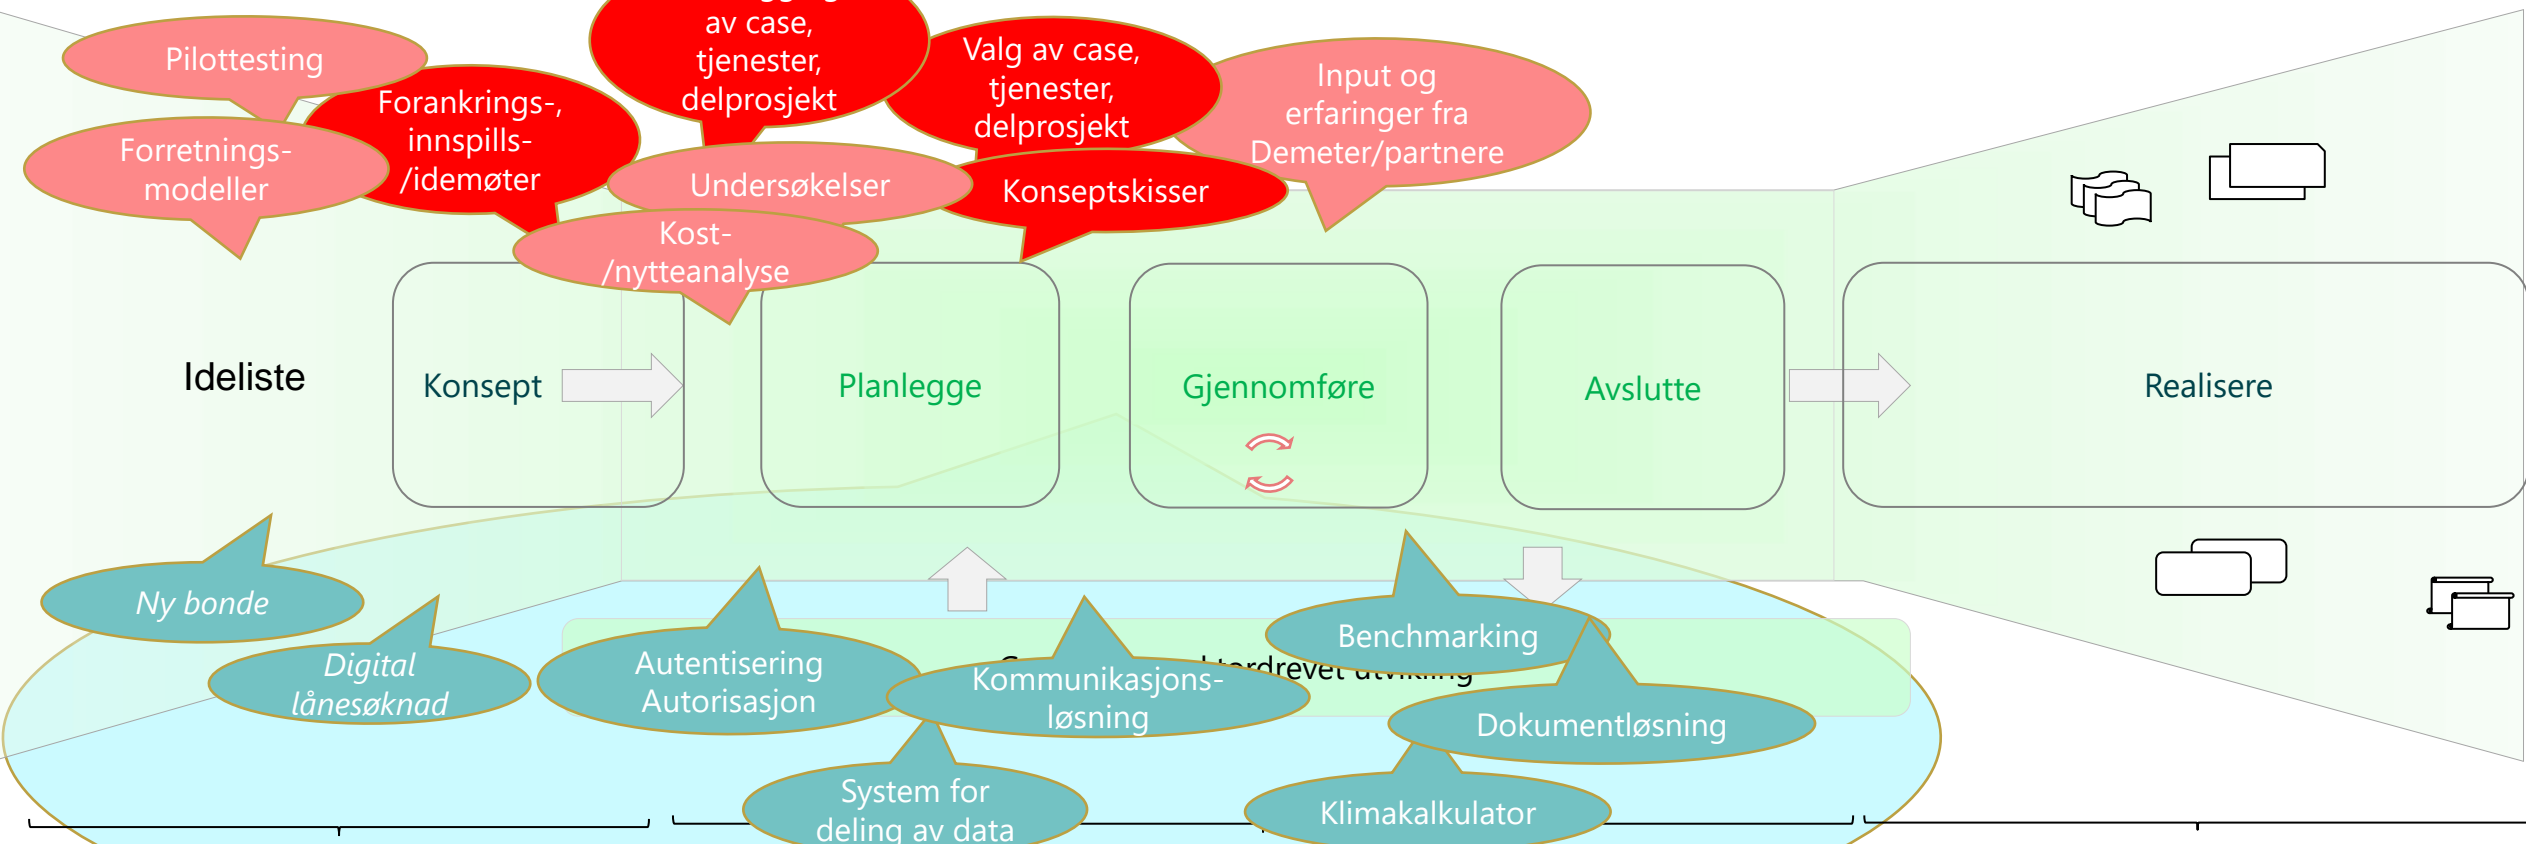 Pilottesting
Forretnings-
modeller
Forankrings-,
innspills-
/idemøter
av case,
tjenester,
delprosjekt
Valg av case,
tjenester,
delprosjekt
Input og
erfaringer fra
Demeter/partnere
Undersøkelser
Konseptskisser
Kost-
/nytteanalyse
Ideliste
Konsept
Planlegge
Gjennomføre
Avslutte
Realisere
Ny bonde
Digital
lånesøknad
Autentisering
Autorisasjon
Kommunikasjons-
løsning
Benchmarking
Dokumentløsning
System for
deling av data
Klimakalkulator